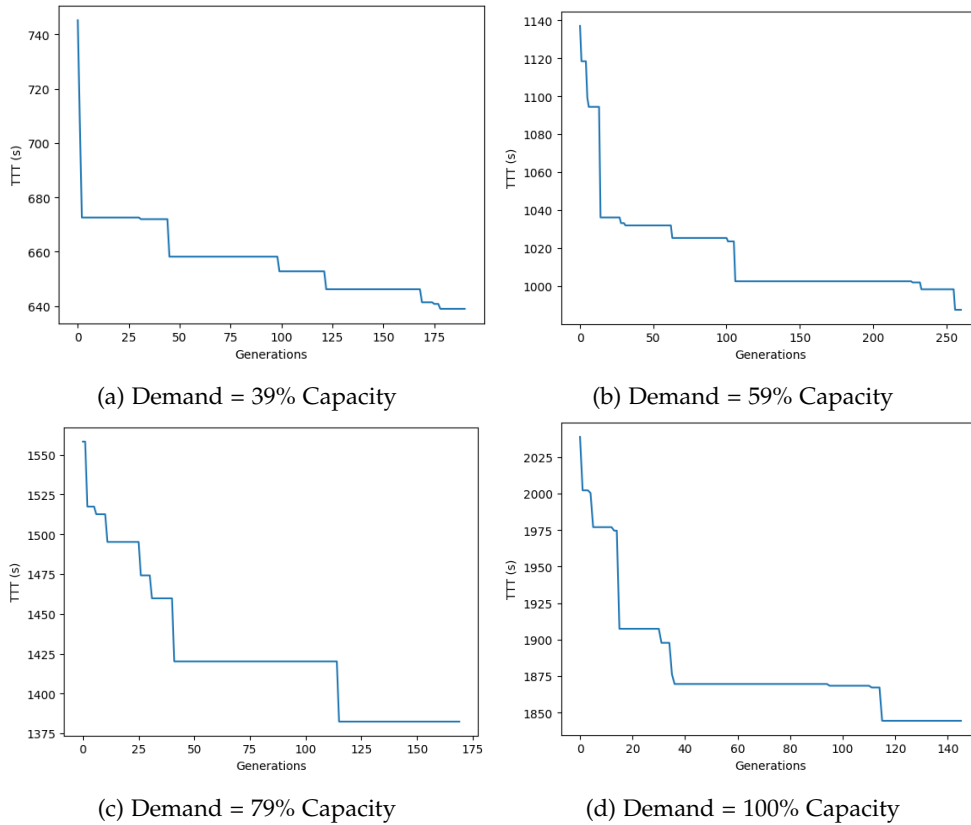 740
720
700
680
660
640
TTT (s)
0 25 50 75 100 125 150 175
Generations
(a) Demand = 39% Capacity
1140
1120
1100
1080
1060
1040
1020
1000
TTT (s)
0 50 100 150 200 250
Generations
(b) Demand = 59% Capacity
1550
1525
1500
1475
1450
1425
1400
1375
TTT (s)
0 25 50 75 100 125 150 175
Generations
(c) Demand = 79% Capacity
2025
2000
1975
1950
1925
1900
1875
1850
TTT (s)
0 20 40 60 80 100 120 140
Generations
(d) Demand = 100% Capacity